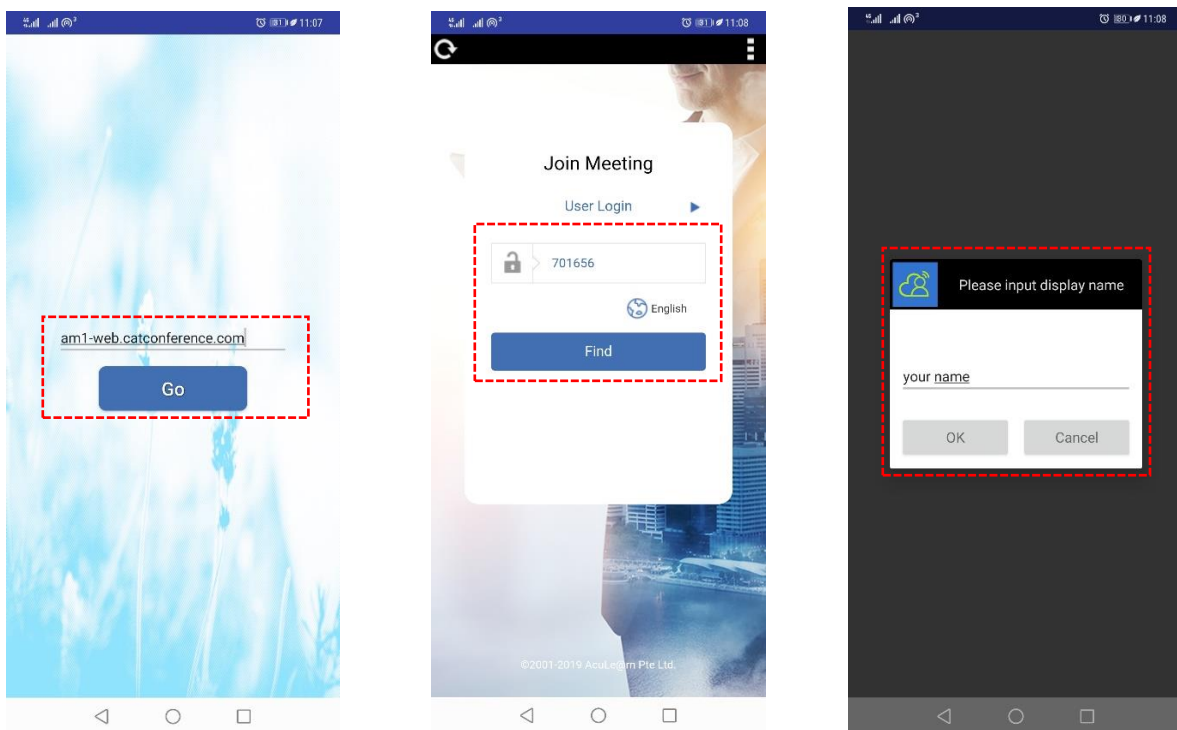 11:07
am1-web.catconference.com
Go
11:08
Join Meeting
User Login
701656
English
Find
©2001-2019 AcuLearn Pte Ltd.
11:08
Please input display name
your name
OK
Cancel